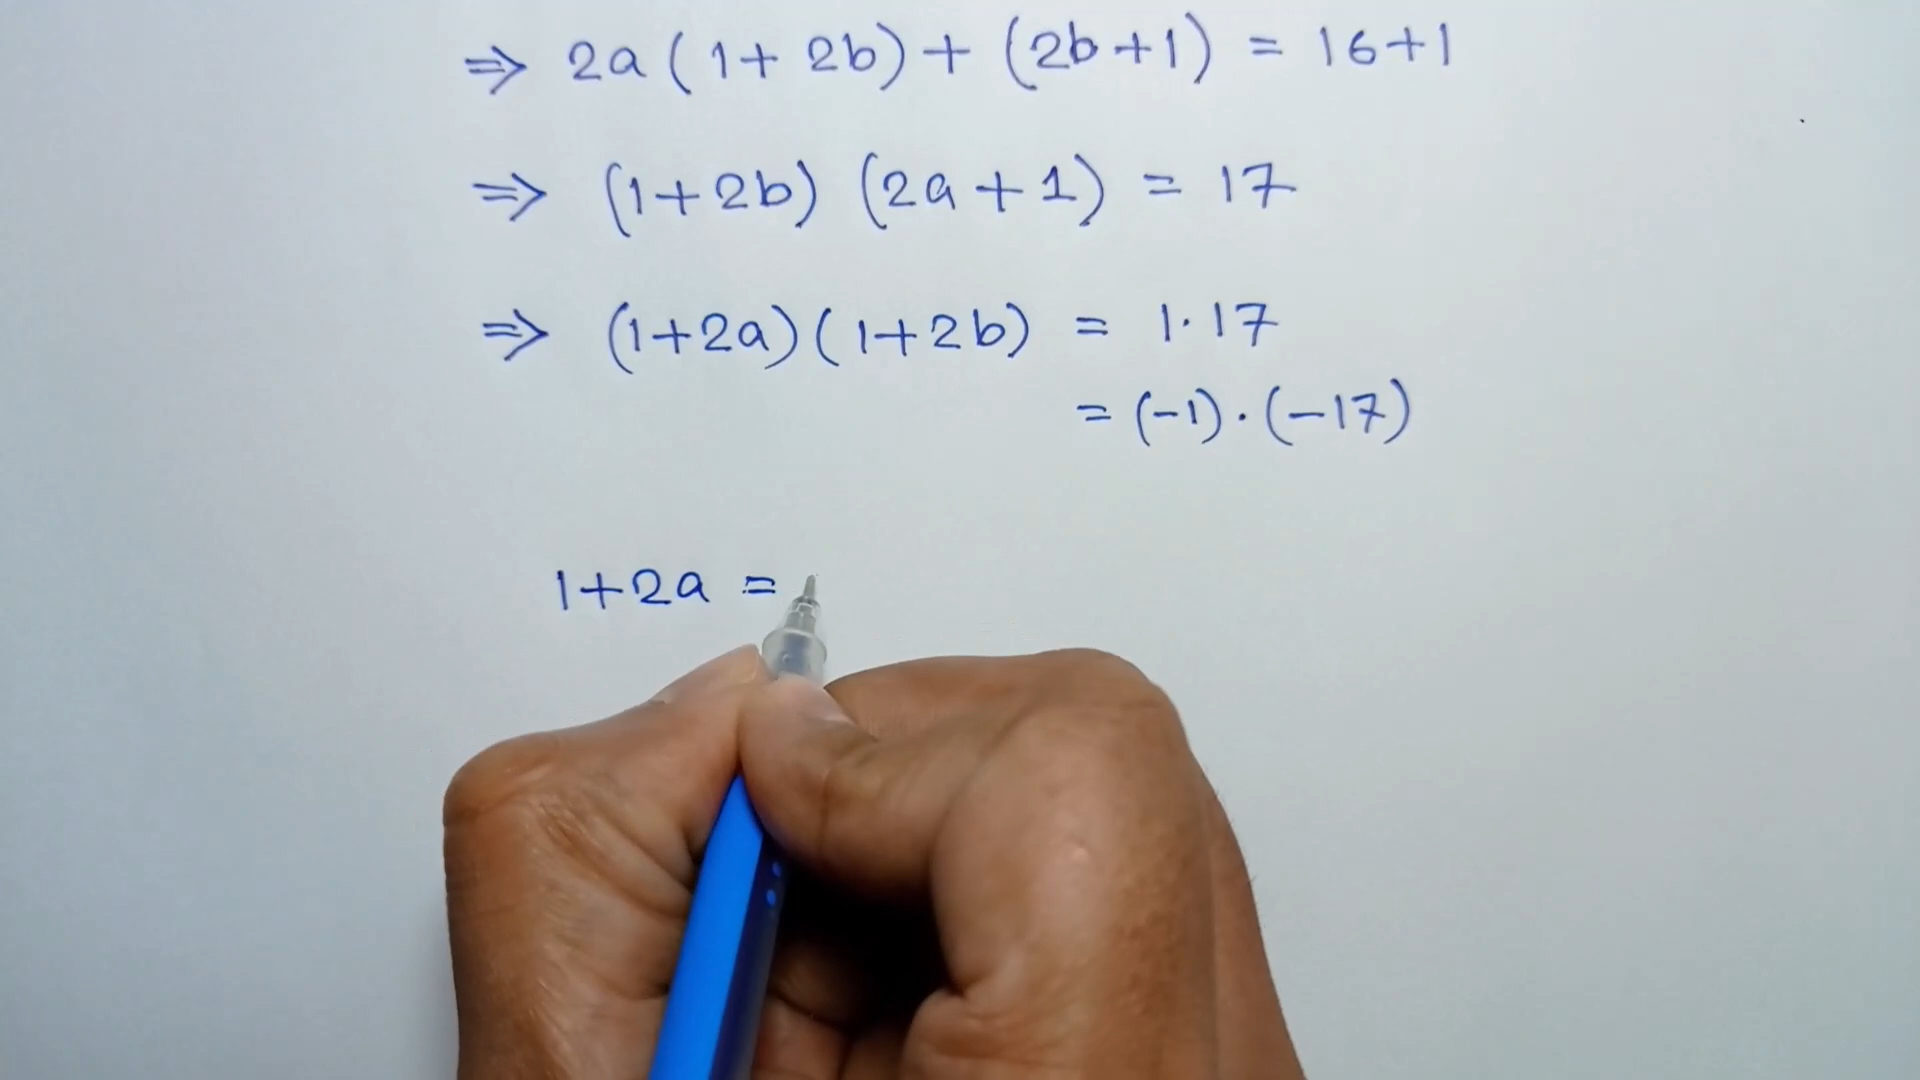 ⇒ 2a(1+2b)+(2b+1) = 16+1
⇒ (1+2b) (2a+1) = 17
⇒ (1+2a)(1+2b) = 1·17
= (-1)·(-17)
1+2a =